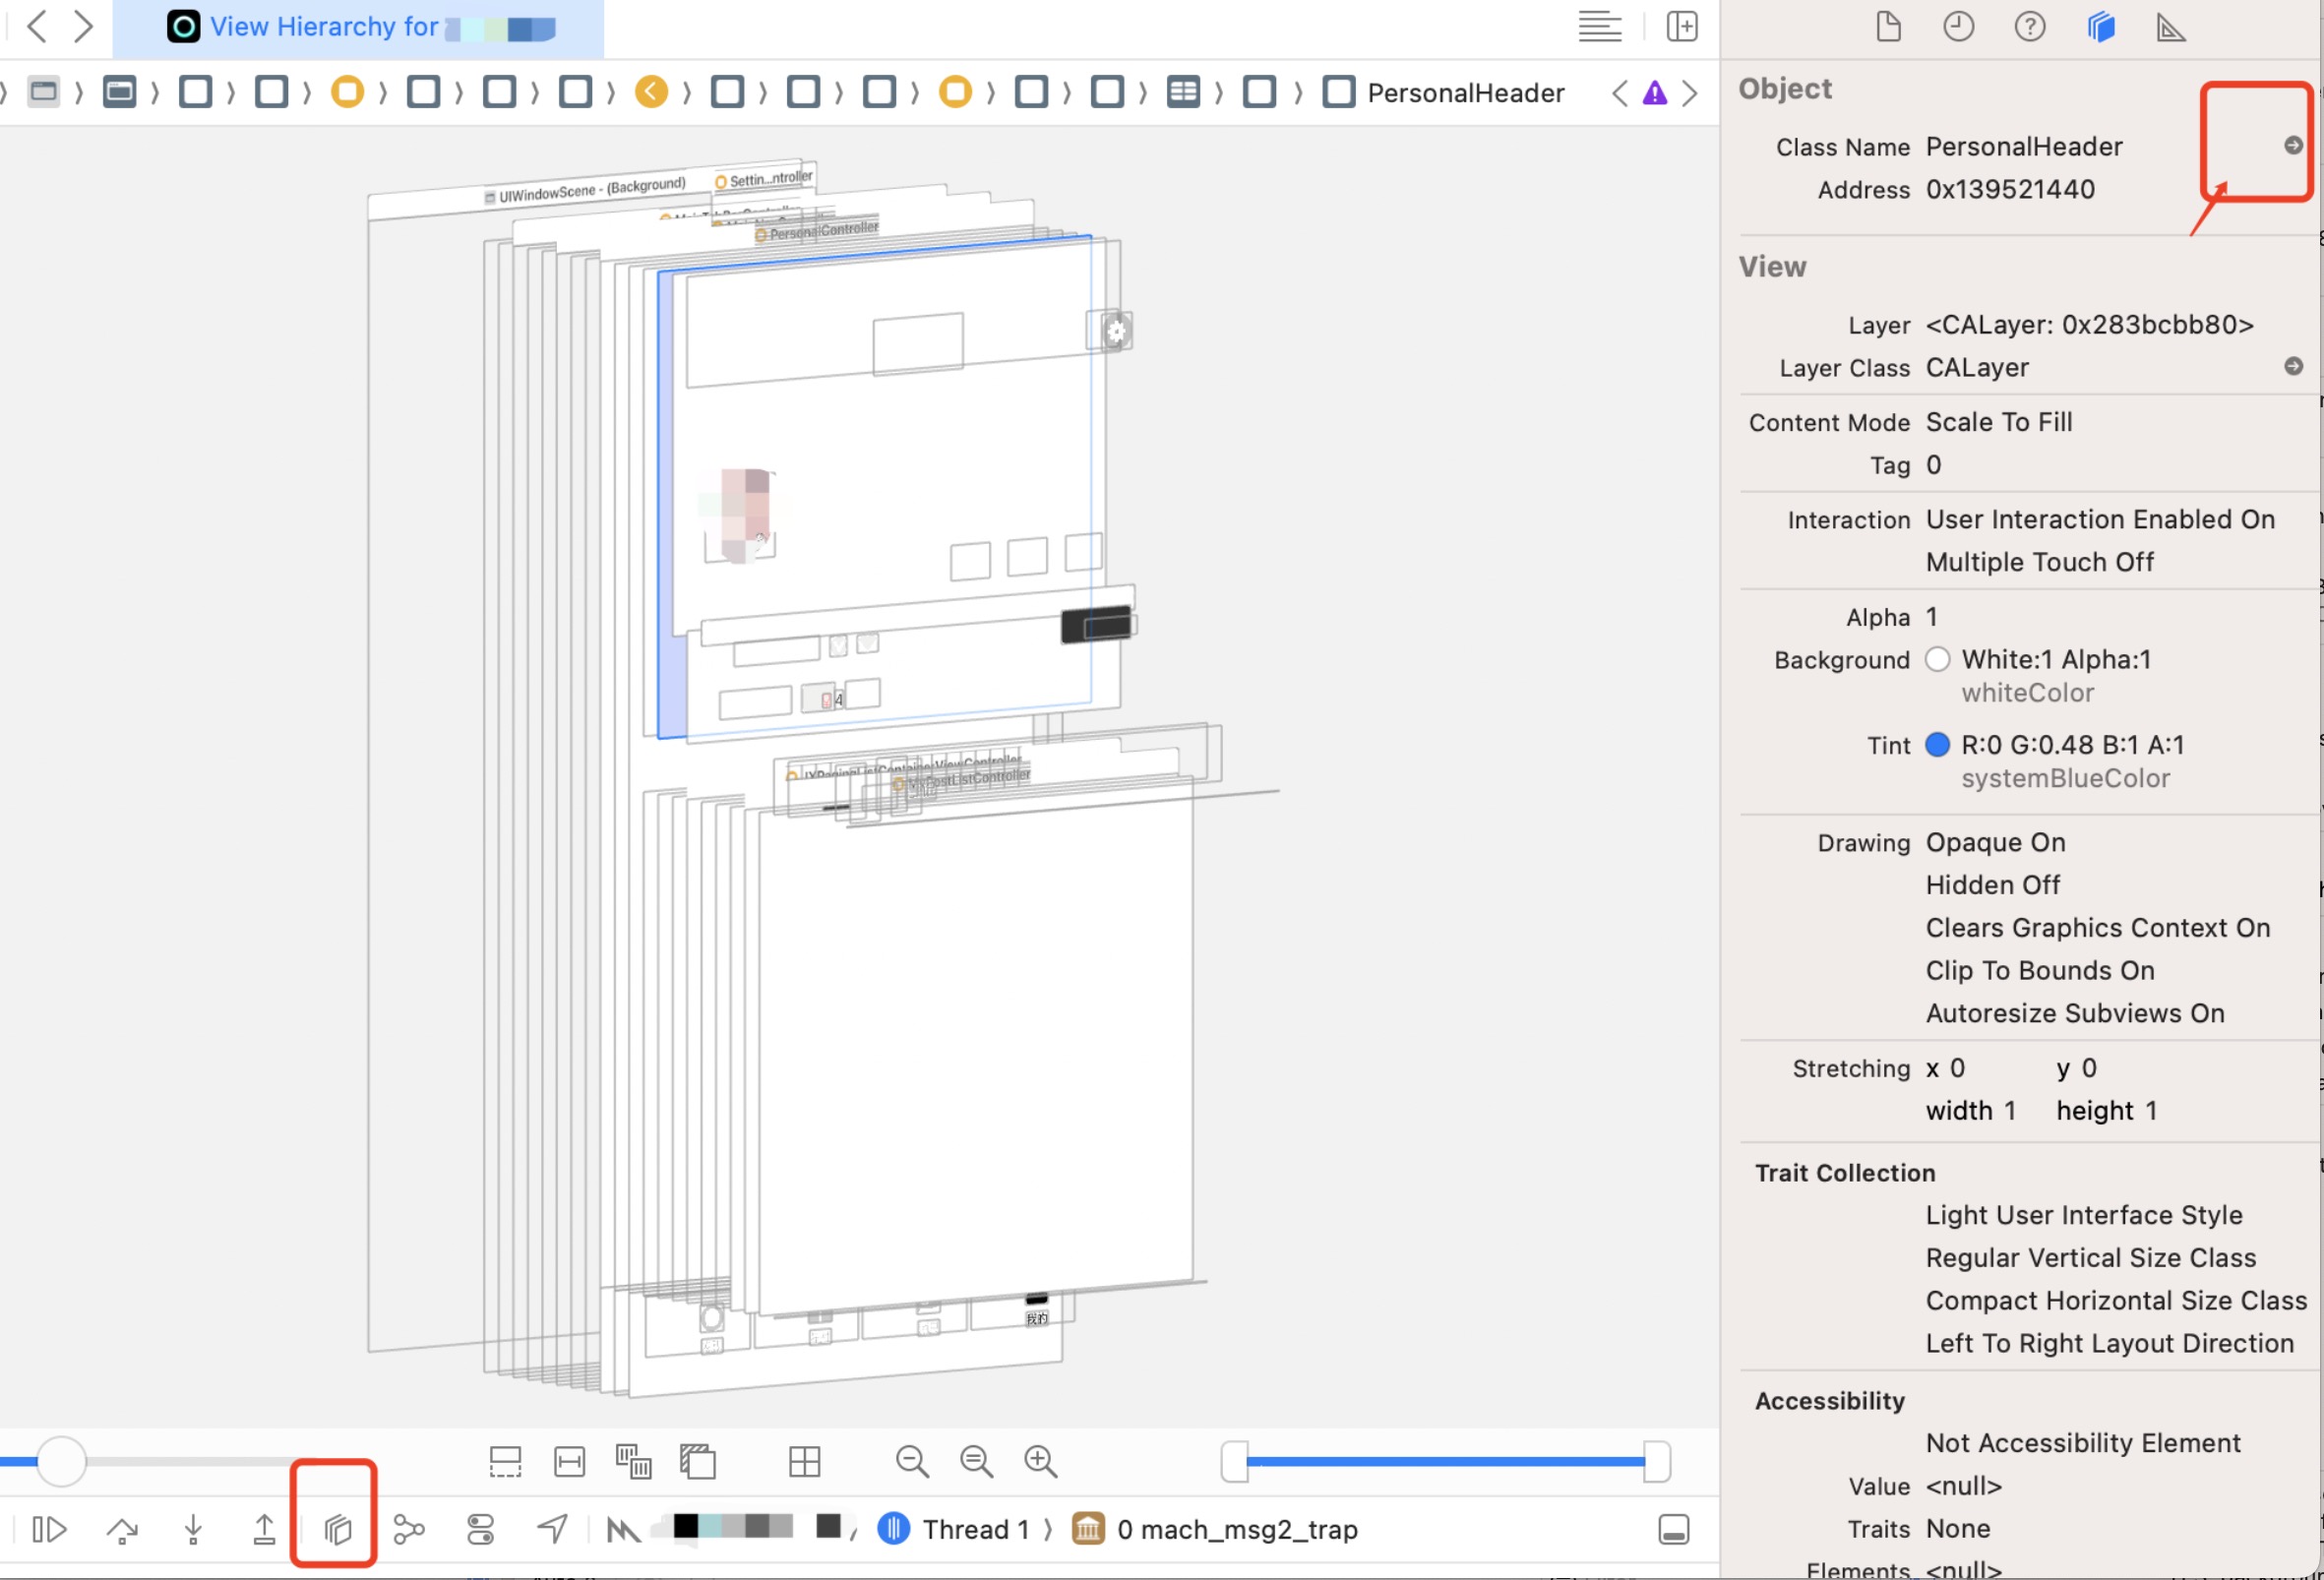 View Hierarchy for
PersonalHeader
UIWindowScene - (Background)
Settin...ntroller
PersonalController
MyPostListController
4
我的
Thread 1
0 mach_msg2_trap
Object
Class Name PersonalHeader
Address 0x139521440
View
Layer <CALayer: 0x283bcbb80>
Layer Class CALayer
Content Mode Scale To Fill
Tag 0
Interaction User Interaction Enabled On
Multiple Touch Off
Alpha 1
Background White:1 Alpha:1
whiteColor
Tint R:0 G:0.48 B:1 A:1
systemBlueColor
Drawing Opaque On
Hidden Off
Clears Graphics Context On
Clip To Bounds On
Autoresize Subviews On
Stretching x 0 y 0
width 1 height 1
Trait Collection
Light User Interface Style
Regular Vertical Size Class
Compact Horizontal Size Class
Left To Right Layout Direction
Accessibility
Not Accessibility Element
Value <null>
Traits None
Elements <null>